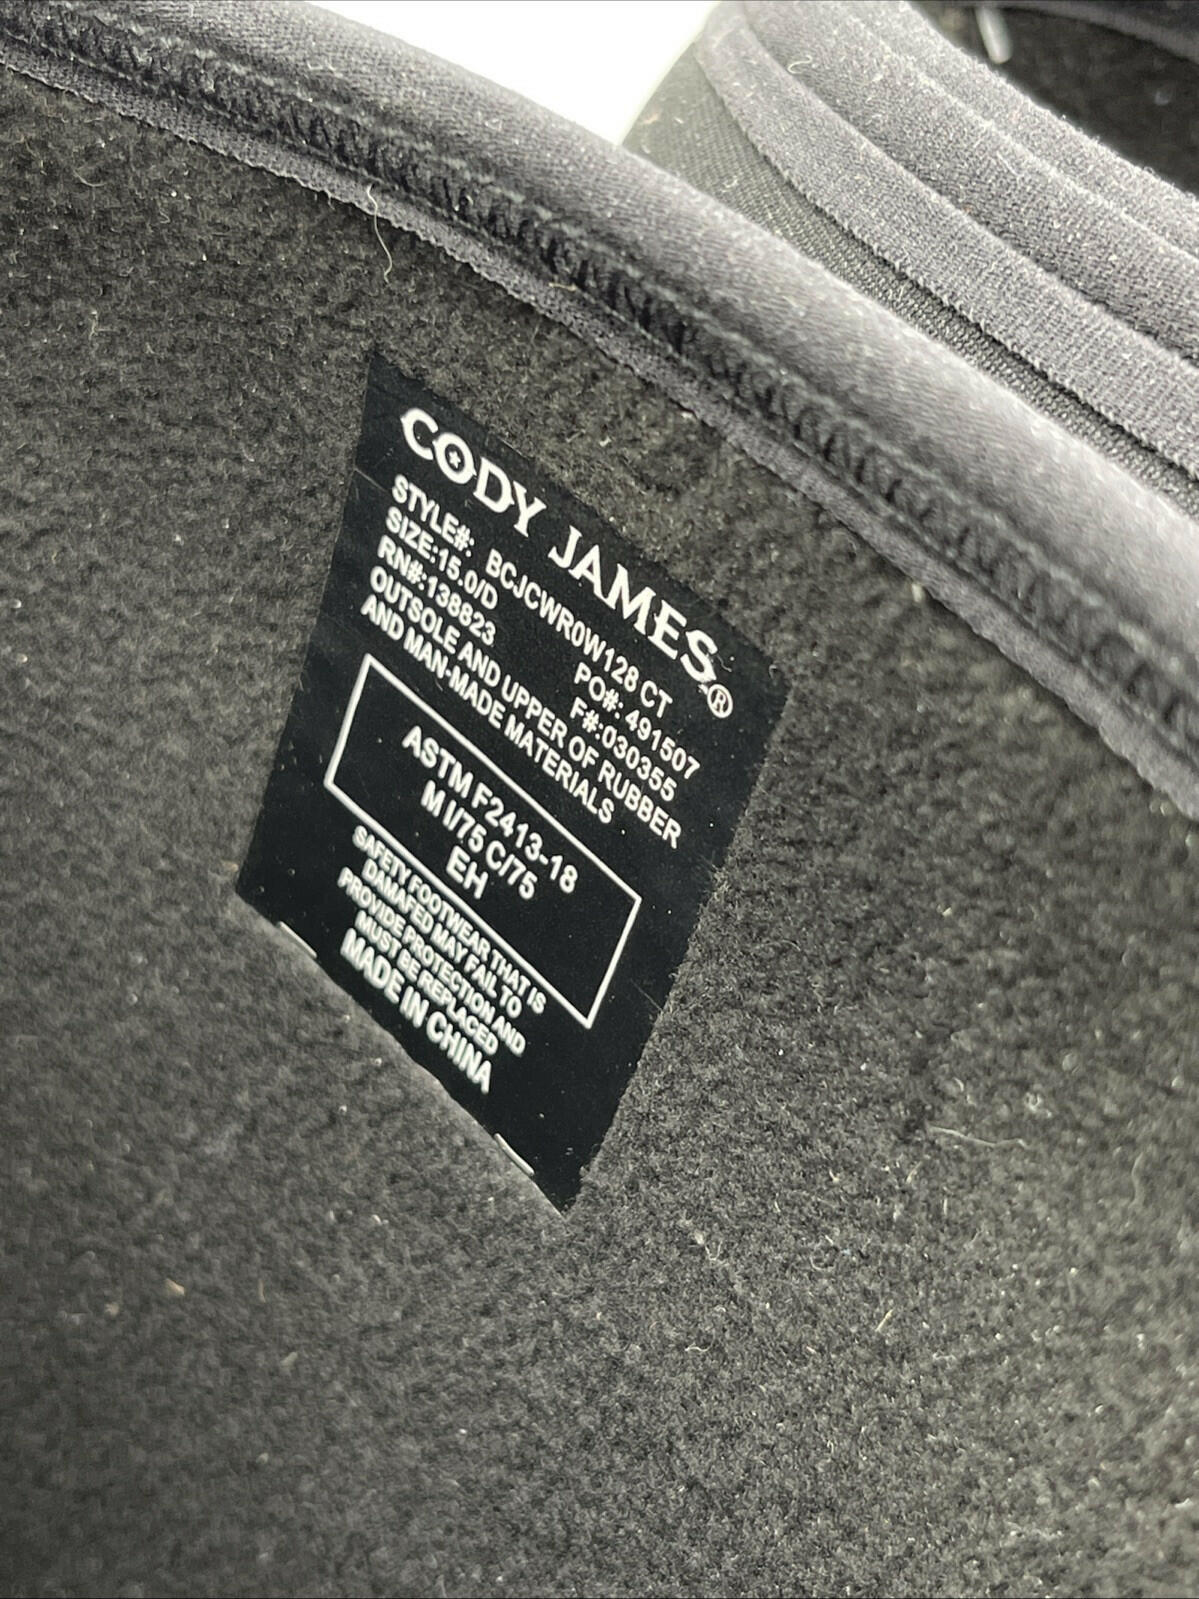 CODY JAMES®
STYLE#: BCJCWR0W128 CT
SIZE:15.0/D PO#: 491507
RN#:138823 F#:030355
OUTSOLE AND UPPER OF RUBBER
AND MAN-MADE MATERIALS
ASTM F2413-18
M I/75 C/75
EH
SAFETY FOOTWEAR THAT IS
DAMAFED MAY FAIL TO
PROVIDE PROTECTION AND
MUST BE REPLACED
MADE IN CHINA